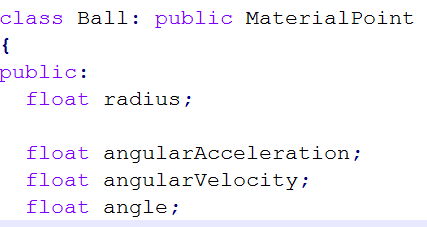 class Ball: public MaterialPoint
{
public:
float radius;
float angularAcceleration;
float angularVelocity;
float angle;